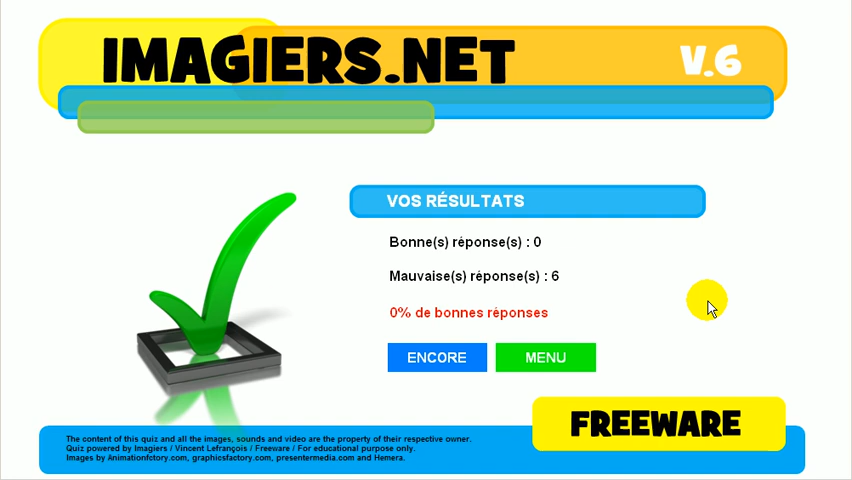 IMAGIERS.NET
V.6
VOS RÉSULTATS
Bonne(s) réponse(s) : 0
Mauvaise(s) réponse(s) : 6
0% de bonnes réponses
ENCORE
MENU
FREEWARE
The content of this quiz and all the images, sounds and video are the property of their respective owner.
Quiz powered by Imagiers / Vincent Lefrançois / Freeware / For educational purpose only.
Images by Animationfctory.com, graphicsfactory.com, presentermedia.com and Hemera.